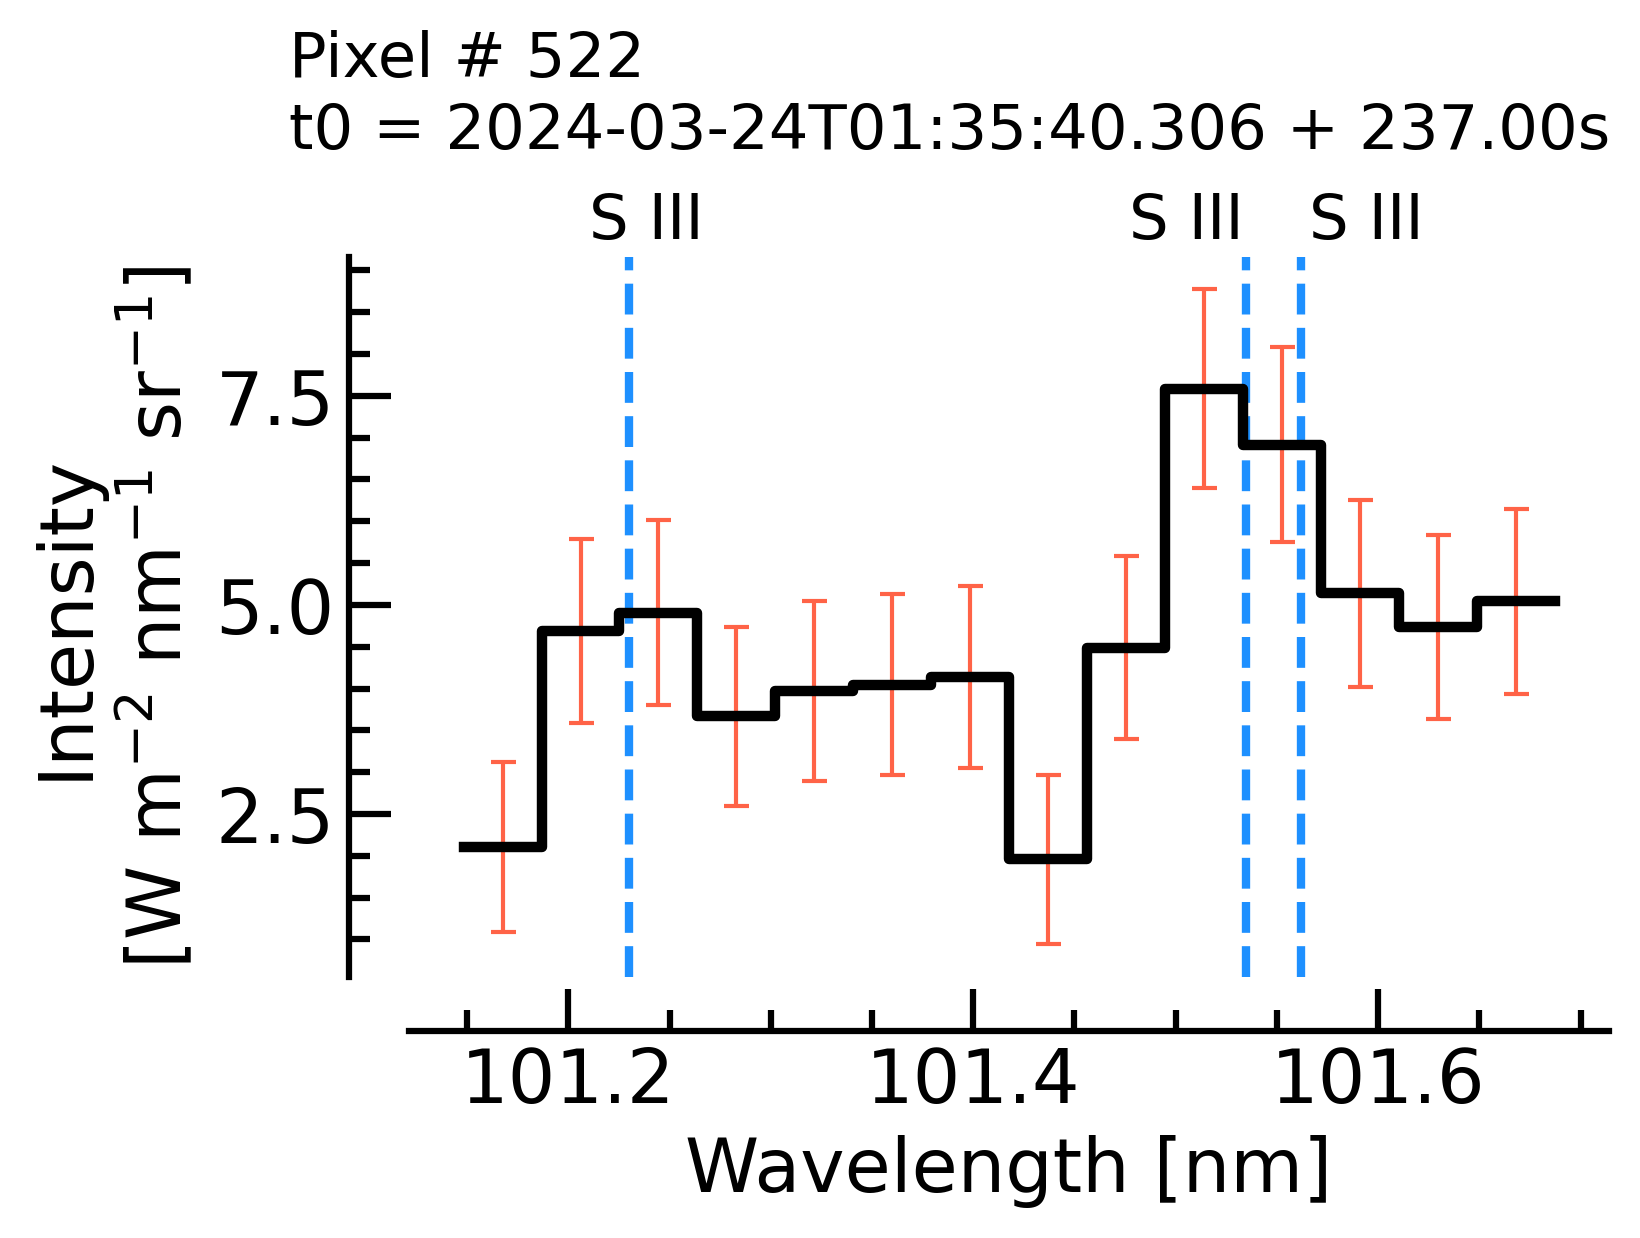 Pixel # 522
t0 = 2024-03-24T01:35:40.306 + 237.00s
S III S III S III
Intensity
[W m⁻² nm⁻¹ sr⁻¹]
7.5
5.0
2.5
101.2 101.4 101.6
Wavelength [nm]